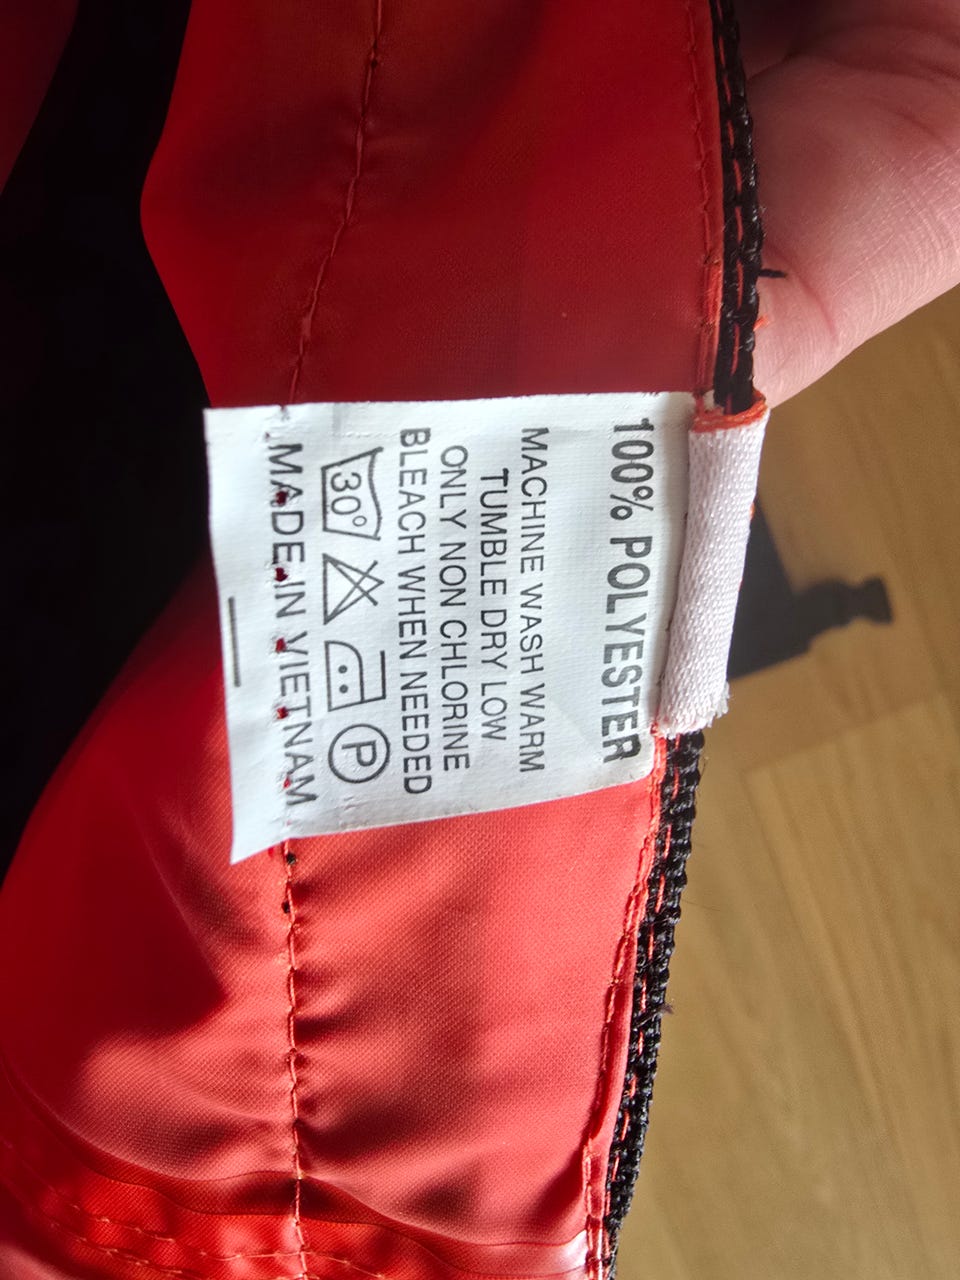 100% POLYESTER
MACHINE WASH WARM
TUMBLE DRY LOW
ONLY NON CHLORINE
BLEACH WHEN NEEDED
30° P
MADE IN VIETNAM